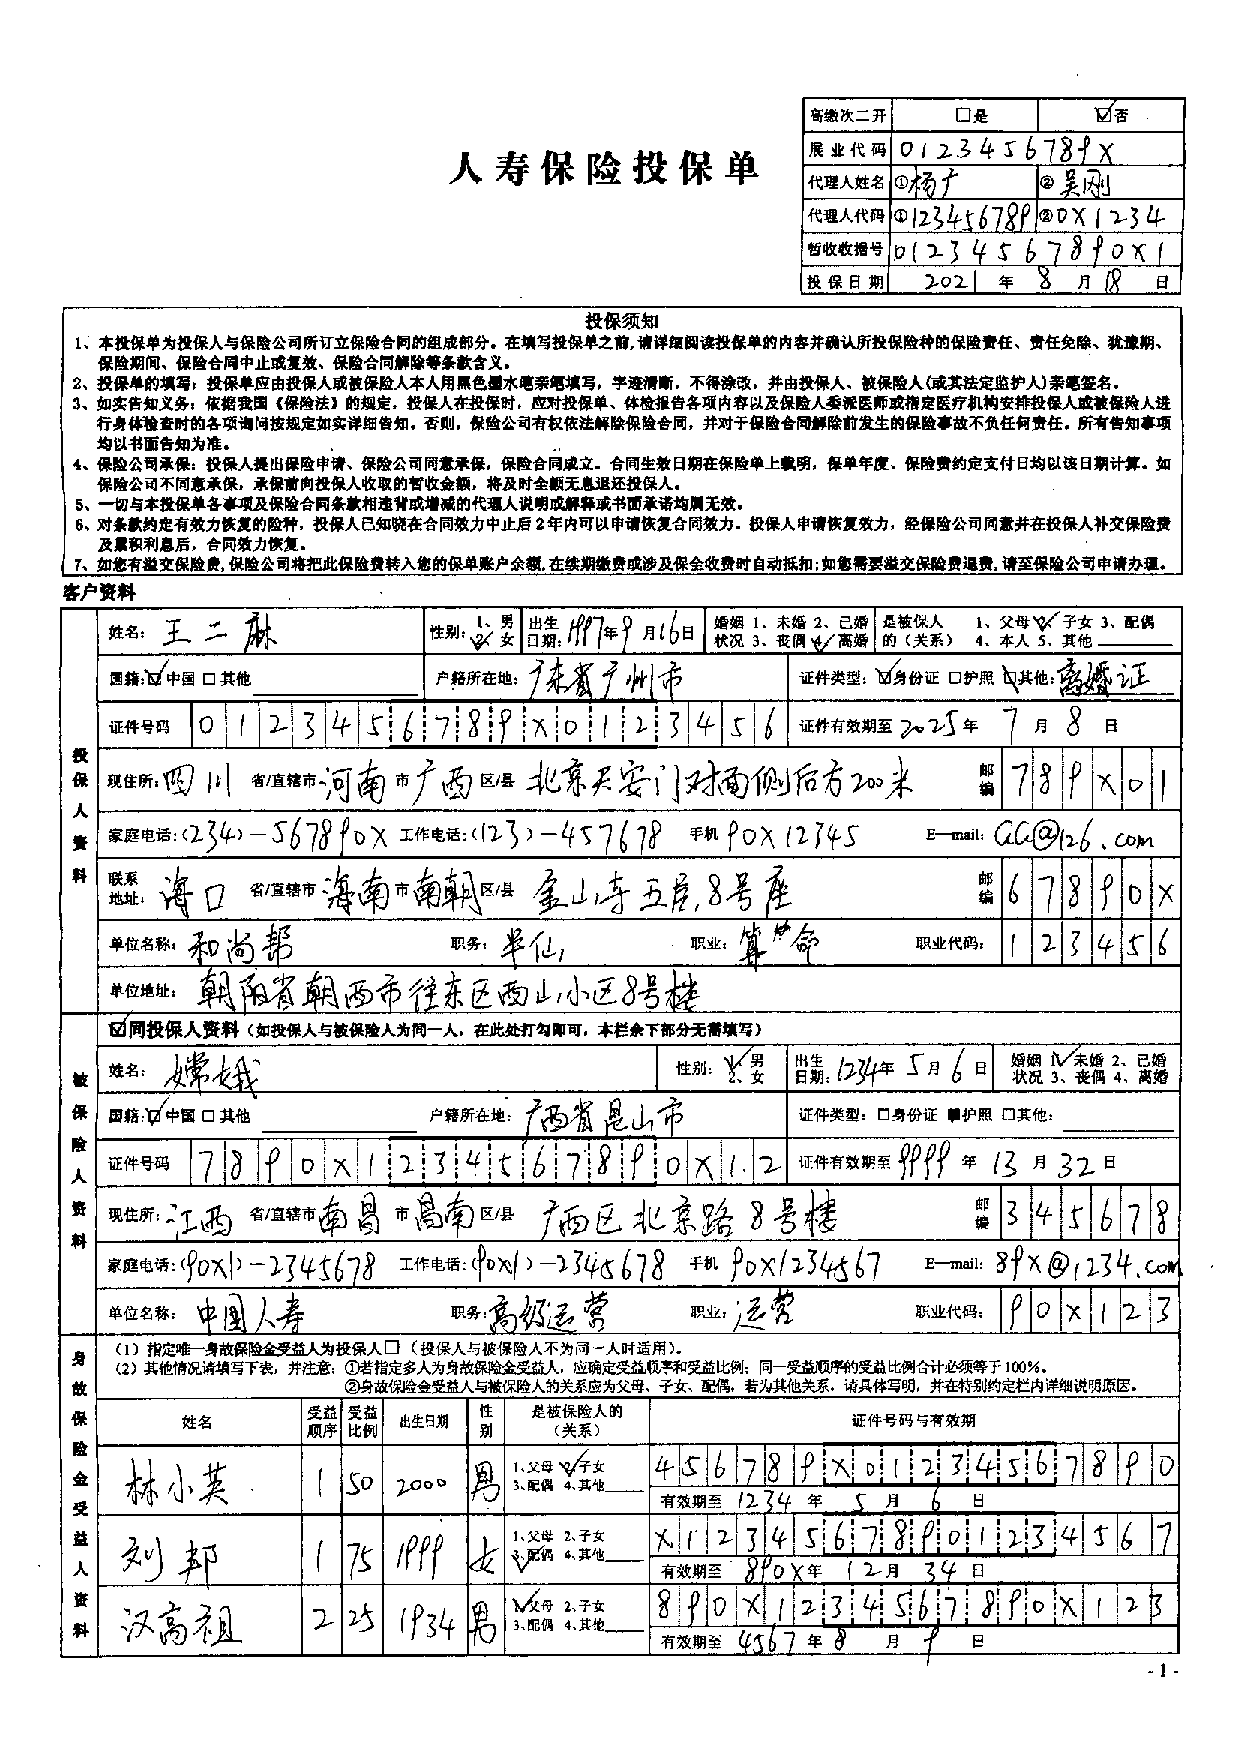 高缴次二开 □是 ☑否
人寿保险投保单
展业代码 0123456789X
代理人姓名 ①杨广 ②吴刚
代理人代码 ①123456789 ②0X1234
暂收收据号 01234567890X1
投保日期 2021 年 8 月 18 日
投保须知
1、本投保单为投保人与保险公司所订立保险合同的组成部分。在填写投保单之前,请详细阅读投保单的内容并确认所投保险种的保险责任、责任免除、犹豫期、
保险期间、保险合同中止或复效、保险合同解除等条款含义。
2、投保单的填写：投保单应由投保人或被保险人本人用黑色墨水笔亲笔填写，字迹清晰，不得涂改，并由投保人、被保险人(或其法定监护人)亲笔签名。
3、如实告知义务：依据我国《保险法》的规定，投保人在投保时，应对投保单、体检报告各项内容以及保险人委派医师或指定医疗机构安排投保人或被保险人进
行身体检查时的各项询问按规定如实详细告知。否则，保险公司有权依法解除保险合同，并对于保险合同解除前发生的保险事故不负任何责任。所有告知事项
均以书面告知为准。
4、保险公司承保：投保人提出保险申请、保险公司同意承保，保险合同成立。合同生效日期在保险单上载明，保单年度、保险费约定支付日均以该日期计算。如
保险公司不同意承保，承保前向投保人收取的暂收金额，将及时全额无息退还投保人。
5、一切与本投保单各事项及保险合同条款相违背或增减的代理人说明或解释或书面承诺均属无效。
6、对条款约定有效力恢复的险种，投保人已知晓在合同效力中止后2年内可以申请恢复合同效力。投保人申请恢复效力，经保险公司同意并在投保人补交保险费
及累积利息后，合同效力恢复。
7、如您有溢交保险费,保险公司将把此保险费转入您的保单账户余额,在续期缴费或涉及保全收费时自动抵扣;如您需要溢交保险费退费,请至保险公司申请办理。
客户资料
投保人资料
姓名：王二麻 性别：1、男 2、女 出生日期：1997年9月16日 婚姻状况 1、未婚 2、已婚 3、丧偶 4、离婚 是被保人的（关系） 1、父母 2、子女 3、配偶 4、本人 5、其他
国籍:☑中国 □其他 户籍所在地：广东省广州市 证件类型：☑身份证 □护照 ☑其他：离婚证
证件号码 0123456789X0123456 证件有效期至 2025 年 7 月 8 日
现住所：四川 省/直辖市 河南 市 广西 区/县 北京天安门对面侧后方200米 邮编 789X01
家庭电话：(234)-567890X 工作电话：(123)-457678 手机 90X12345 E—mail：GG@126.com
联系地址：海口 省/直辖市 海南 市 南朝 区/县 金山寺五层,8号座 邮编 67890X
单位名称：和尚帮 职务：半仙 职业：算命 职业代码：123456
单位地址：朝阳省朝西市往东区西山小区8号楼
被保险人资料
☑同投保人资料（如投保人与被保险人为同一人，在此处打勾即可，本栏余下部分无需填写）
姓名：嫦娥 性别：1、男 2、女 出生日期：1234年5月6日 婚姻状况 1、未婚 2、已婚 3、丧偶 4、离婚
国籍:☑中国 □其他 户籍所在地：广西省昆山市 证件类型：□身份证 ■护照 □其他：
证件号码 7890X1234567890X1.2 证件有效期至 9999 年 13 月 32 日
现住所：江西 省/直辖市 南昌 市 昌南 区/县 广西区北京路8号楼 邮编 345678
家庭电话：(90X1)-2345678 工作电话：(90X1)-2345678 手机 90X1234567 E—mail：89X@1234.com
单位名称：中国人寿 职务：高级运营 职业：运营 职业代码：90X123
身故保险金受益人资料
（1）指定唯一身故保险金受益人为投保人□（投保人与被保险人不为同一人时适用）。
（2）其他情况请填写下表，并注意：①若指定多人为身故保险金受益人，应确定受益顺序和受益比例；同一受益顺序的受益比例合计必须等于100%。
②身故保险金受益人与被保险人的关系应为父母、子女、配偶，若为其他关系，请具体写明，并在特别约定栏内详细说明原因。
姓名 受益顺序 受益比例 出生日期 性别 是被保险人的（关系） 证件号码与有效期
林小英 1 50 2000 男 1、父母 2、子女 3、配偶 4、其他 456789X01234567890
有效期至 1234 年 5 月 6 日
刘邦 1 75 1999 女 1、父母 2、子女 3、配偶 4、其他 X12345678901234567
有效期至 890X 年 12 月 34 日
汉高祖 2 25 1934 男 1、父母 2、子女 3、配偶 4、其他 890X1234567890X123
有效期至 4567 年 8 月 9 日
- 1 -